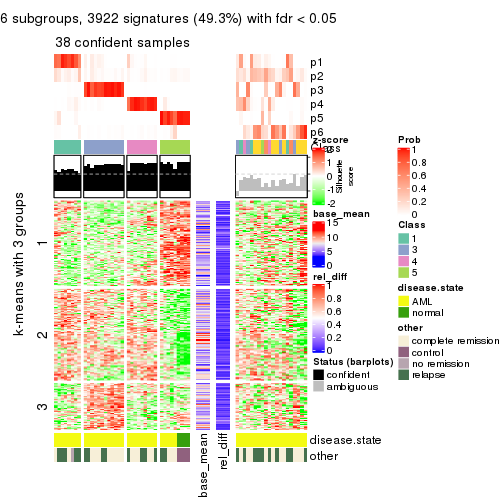 6 subgroups, 3922 signatures (49.3%) with fdr < 0.05
38 confident samples
p1
p2
p3
p4
p5
p6
Silhouette
score
k-means with 3 groups
1
2
3
base_mean
rel_diff
disease.state
other
z-score
2
1
0
-1
-2
base_mean
15
10
5
0
rel_diff
1
0.8
0.6
0.4
0.2
0
Status (barplots)
confident
ambiguous
Prob
1
0.8
0.6
0.4
0.2
0
Class
1
3
4
5
disease.state
AML
normal
other
complete remission
control
no remission
relapse